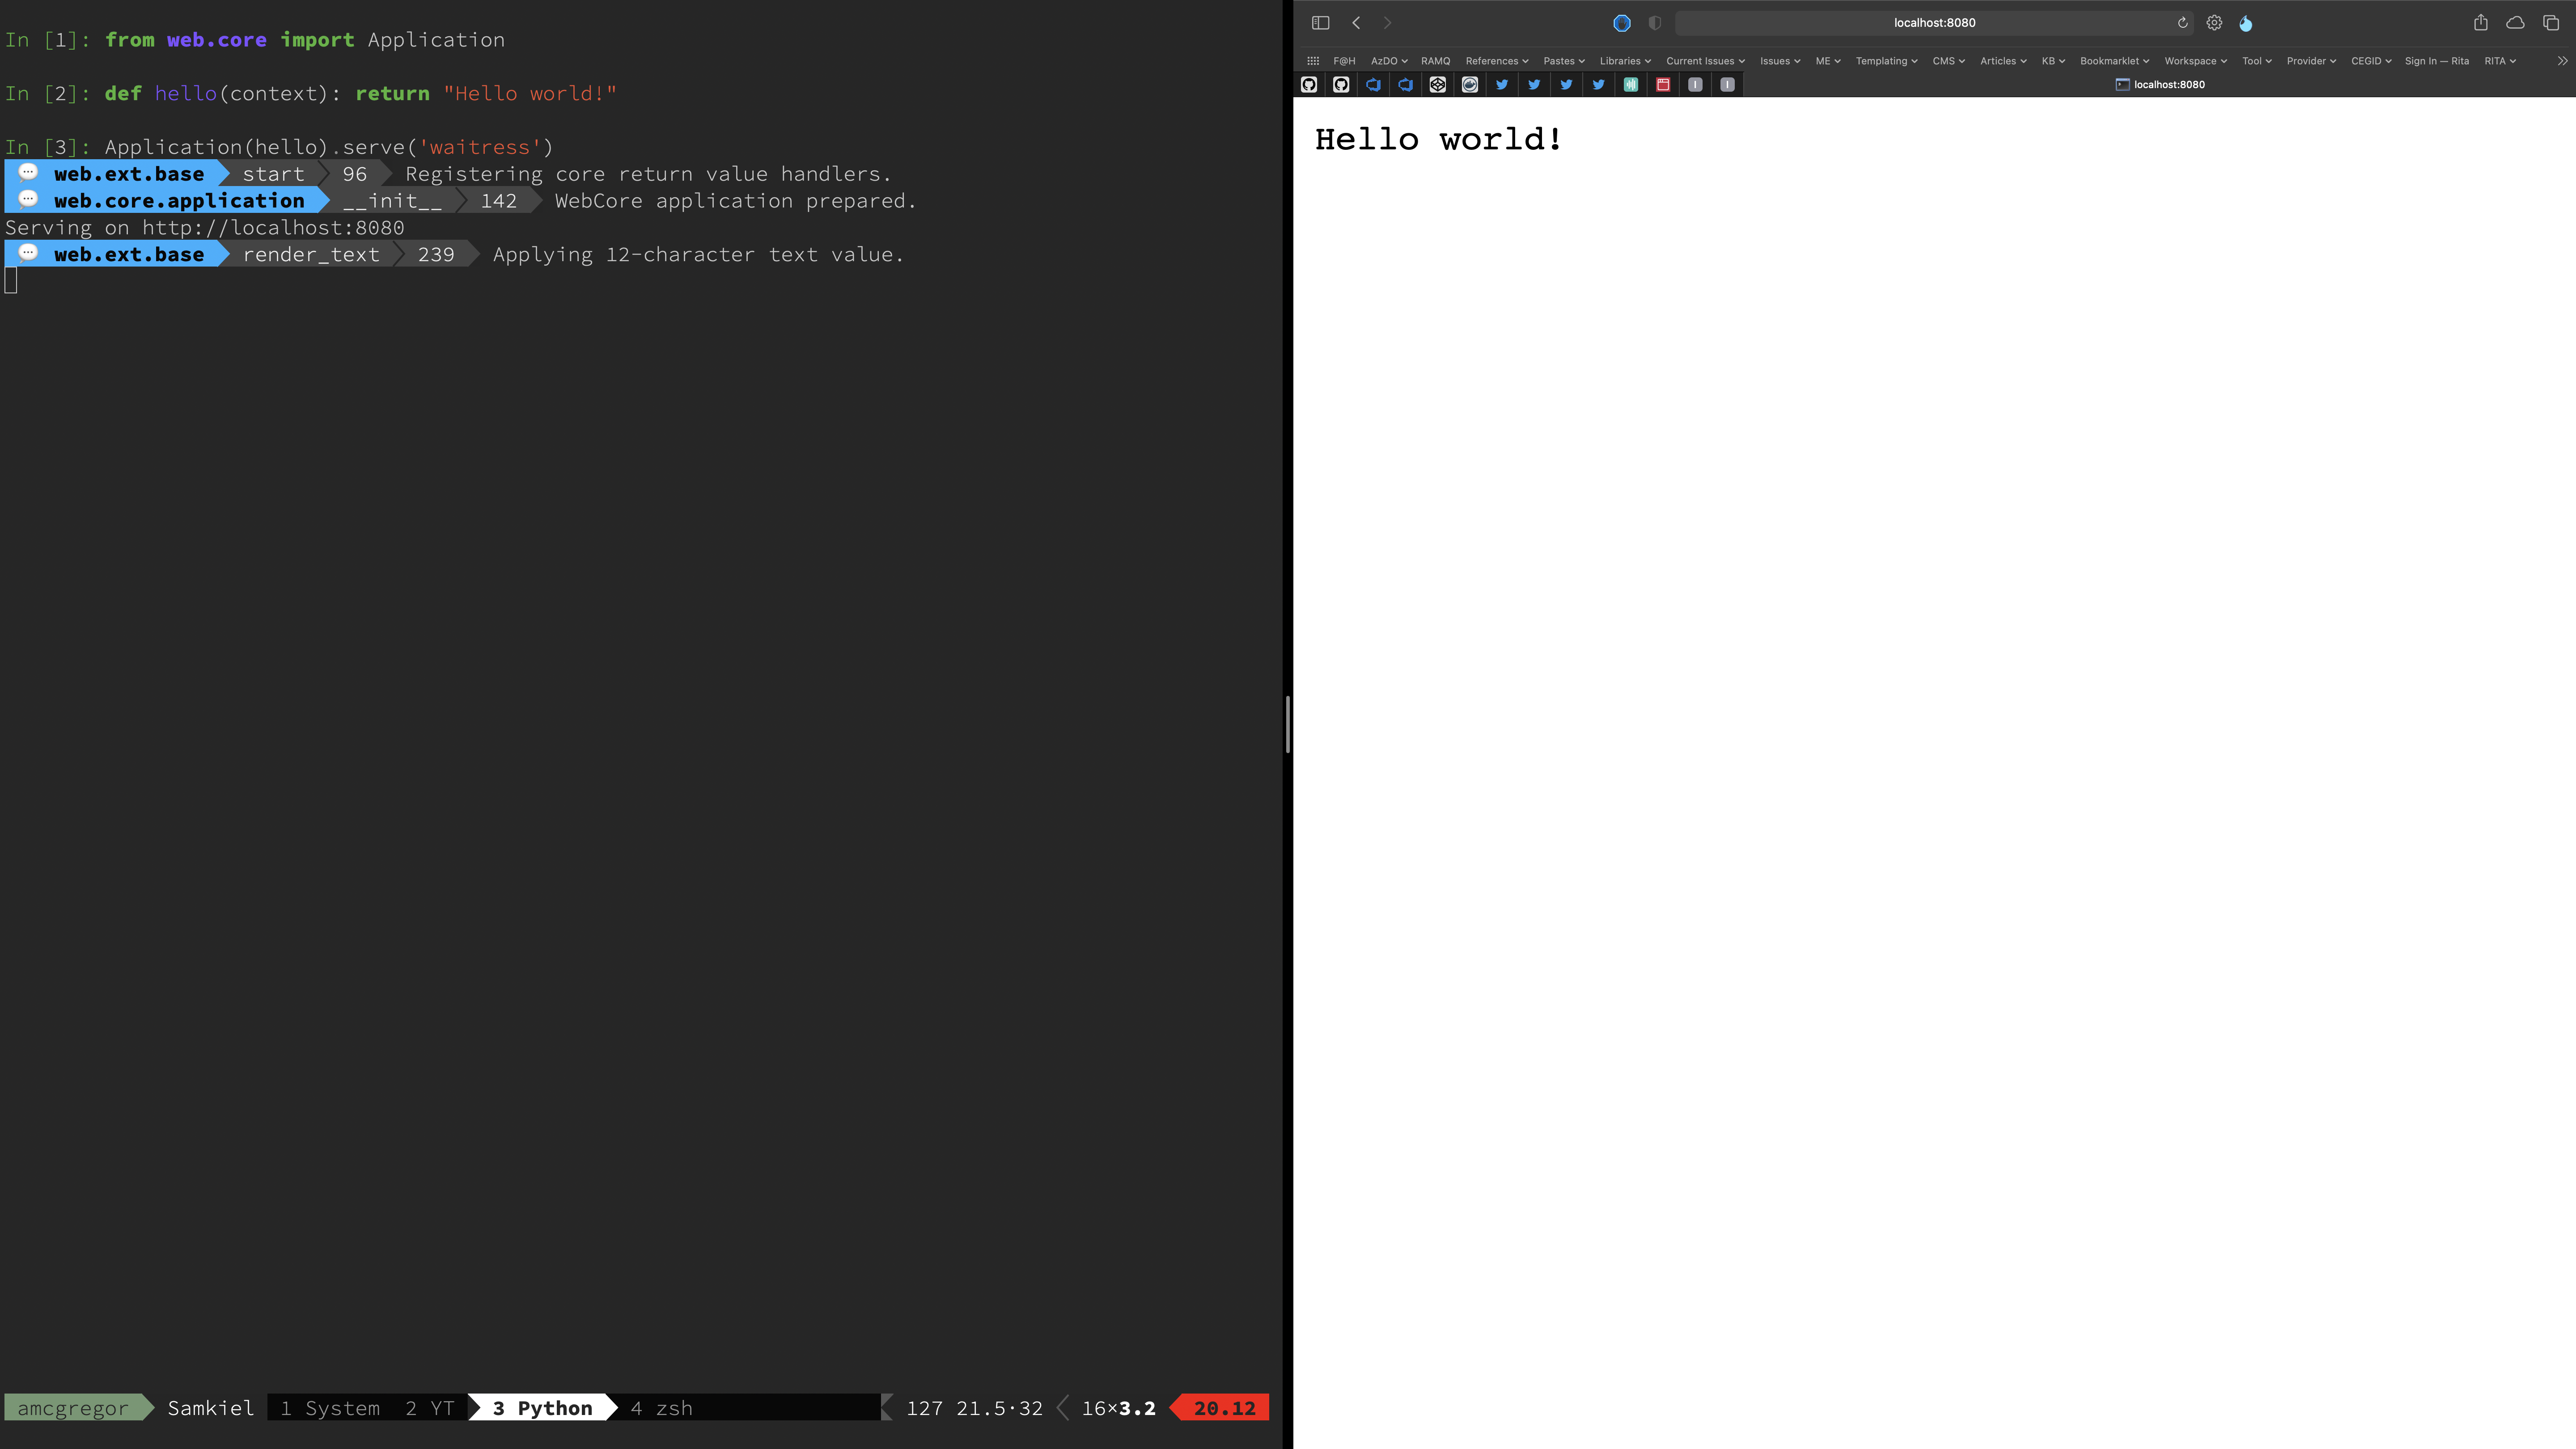 In [1]: from web.core import Application
In [2]: def hello(context): return "Hello world!"
In [3]: Application(hello).serve('waitress')
web.ext.base start 96 Registering core return value handlers.
web.core.application __init__ 142 WebCore application prepared.
Serving on http://localhost:8080
web.ext.base render_text 239 Applying 12-character text value.
amcgregor Samkiel 1 System 2 YT 3 Python 4 zsh 127 21.5·32 16×3.2 20.12
localhost:8080
F@H AzDO RAMQ References Pastes Libraries Current Issues Issues ME Templating CMS Articles KB Bookmarklet Workspace Tool Provider CEGID Sign In — Rita RITA
localhost:8080
Hello world!